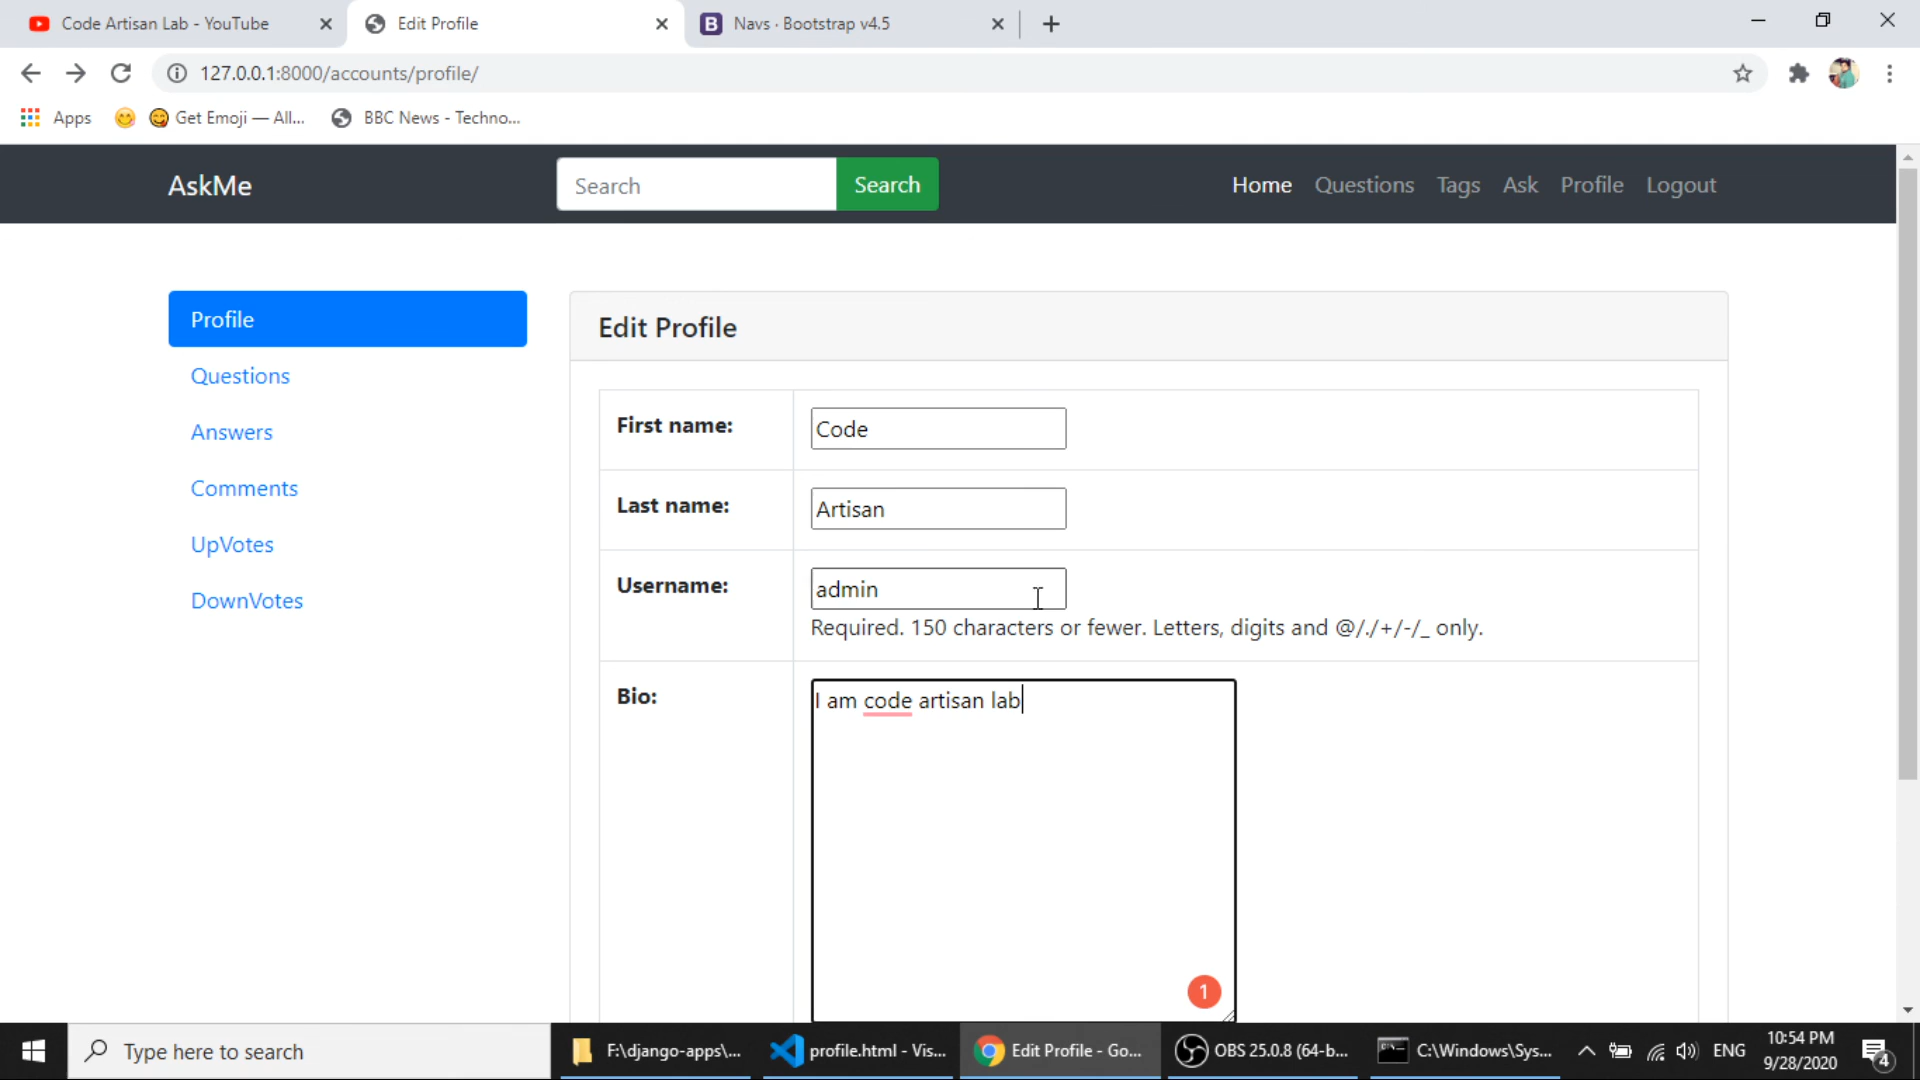 Code Artisan Lab - YouTube
Edit Profile
B Navs · Bootstrap v4.5
127.0.0.1:8000/accounts/profile/
Apps
Get Emoji — All...
BBC News - Techno...
AskMe
Search
Search
Home Questions Tags Ask Profile Logout
Profile
Questions
Answers
Comments
UpVotes
DownVotes
Edit Profile
First name:
Code
Last name:
Artisan
Username:
admin
Required. 150 characters or fewer. Letters, digits and @/./+/-/_ only.
Bio:
I am code artisan lab
1
Type here to search
F:\django-apps\...
profile.html - Vis...
Edit Profile - Go...
OBS 25.0.8 (64-b...
C:\Windows\Sys...
ENG
10:54 PM
9/28/2020
4